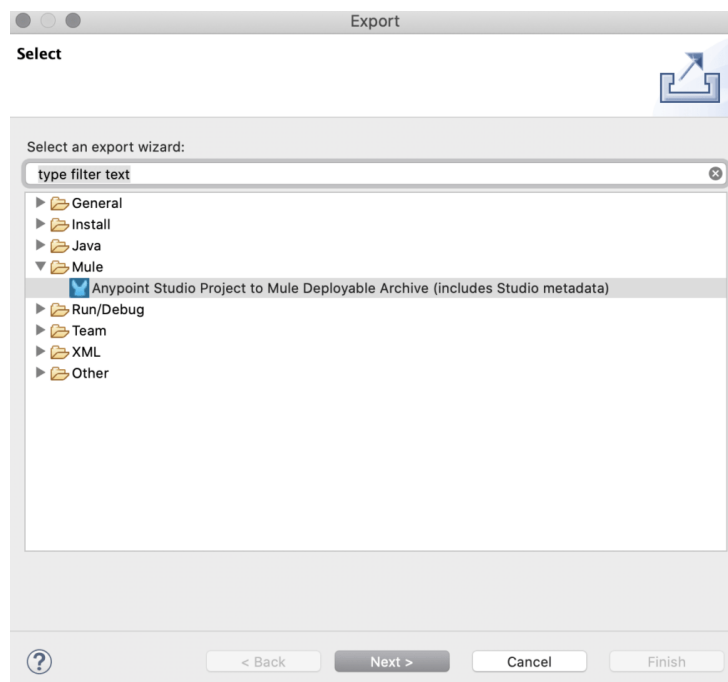 Export
Select
Select an export wizard:
type filter text
General
Install
Java
Mule
Anypoint Studio Project to Mule Deployable Archive (includes Studio metadata)
Run/Debug
Team
XML
Other
? < Back Next > Cancel Finish